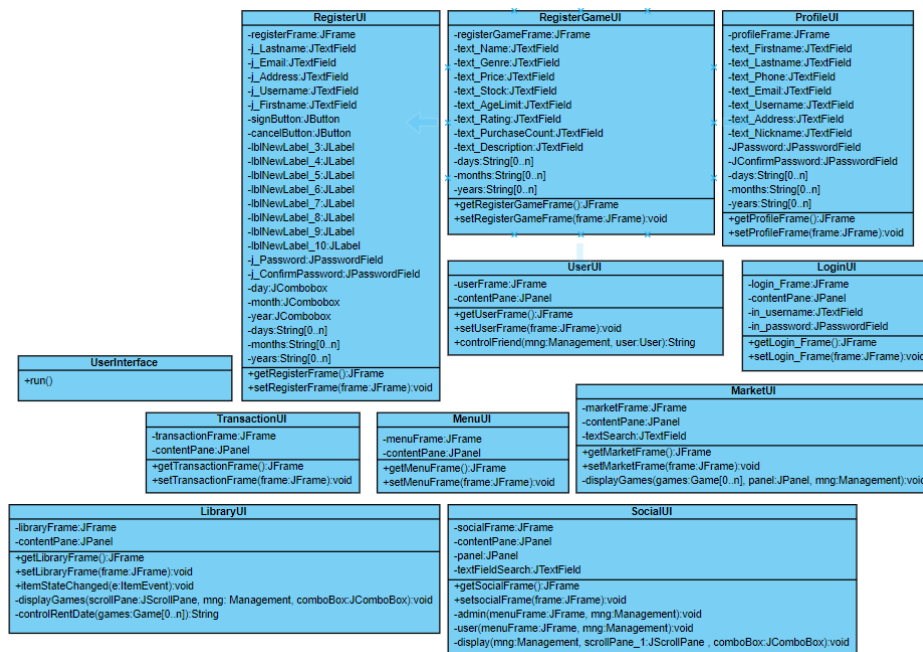 RegisterUI
-registerFrame:JFrame
-j_Lastname:JTextField
-j_Email:JTextField
-j_Address:JTextField
-j_Username:JTextField
-j_Firstname:JTextField
-signButton:JButton
-cancelButton:JButton
-lblNewLabel_3:JLabel
-lblNewLabel_4:JLabel
-lblNewLabel_5:JLabel
-lblNewLabel_6:JLabel
-lblNewLabel_7:JLabel
-lblNewLabel_8:JLabel
-lblNewLabel_9:JLabel
-lblNewLabel_10:JLabel
-j_Password:JPasswordField
-j_ConfirmPassword:JPasswordField
-day:JCombobox
-month:JCombobox
-year:JCombobox
-days:String[0..n]
-months:String[0..n]
-years:String[0..n]
+getRegisterFrame():JFrame
+setRegisterFrame(frame:JFrame):void
RegisterGameUI
-registerGameFrame:JFrame
-text_Name:JTextField
-text_Genre:JTextField
-text_Price:JTextField
-text_Stock:JTextField
-text_AgeLimit:JTextField
-text_Rating:JTextField
-text_PurchaseCount:JTextField
-text_Description:JTextField
-days:String[0..n]
-months:String[0..n]
-years:String[0..n]
+getRegisterGameFrame():JFrame
+setRegisterGameFrame(frame:JFrame):void
ProfileUI
-profileFrame:JFrame
-text_Firstname:JTextField
-text_Lastname:JTextField
-text_Phone:JTextField
-text_Email:JTextField
-text_Username:JTextField
-text_Address:JTextField
-text_Nickname:JTextField
-JPassword:JPasswordField
-JConfirmPassword:JPasswordField
-days:String[0..n]
-months:String[0..n]
-years:String[0..n]
+getProfileFrame():JFrame
+setProfileFrame(frame:JFrame):void
UserUI
-userFrame:JFrame
-contentPane:JPanel
+getUserFrame():JFrame
+setUserFrame(frame:JFrame):void
+controlFriend(mng:Management, user:User):String
LoginUI
-login_Frame:JFrame
-contentPane:JPanel
-in_username:JTextField
-in_password:JPasswordField
+getLogin_Frame():JFrame
+setLogin_Frame(frame:JFrame):void
UserInterface
+run()
TransactionUI
-transactionFrame:JFrame
-contentPane:JPanel
+getTransactionFrame():JFrame
+setTransactionFrame(frame:JFrame):void
MenuUI
-menuFrame:JFrame
-contentPane:JPanel
+getMenuFrame():JFrame
+setMenuFrame(frame:JFrame):void
MarketUI
-marketFrame:JFrame
-contentPane:JPanel
-textSearch:JTextField
+getMarketFrame():JFrame
+setMarketFrame(frame:JFrame):void
-displayGames(games:Game[0..n], panel:JPanel, mng:Management):void
LibraryUI
-libraryFrame:JFrame
-contentPane:JPanel
+getLibraryFrame():JFrame
+setLibraryFrame(frame:JFrame):void
+itemStateChanged(e:ItemEvent):void
-displayGames(scrollPane:JScrollPane, mng: Management, comboBox:JComboBox):void
-controlRentDate(games:Game[0..n]):String
SocialUI
-socialFrame:JFrame
-contentPane:JPanel
-panel:JPanel
-textFieldSearch:JTextField
+getSocialFrame():JFrame
+setsocialFrame(frame:JFrame):void
-admin(menuFrame:JFrame, mng:Management):void
-user(menuFrame:JFrame, mng:Management):void
-display(mng:Management, scrollPane_1:JScrollPane , comboBox:JComboBox):void